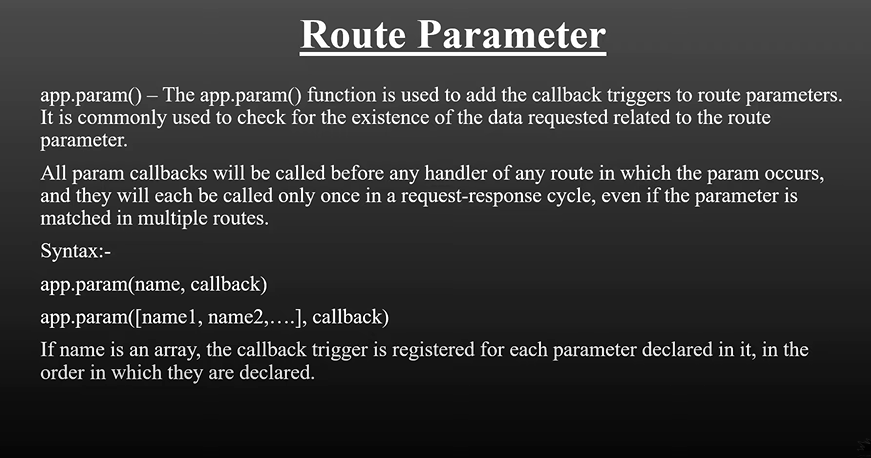 Route Parameter
app.param() – The app.param() function is used to add the callback triggers to route parameters.
It is commonly used to check for the existence of the data requested related to the route
parameter.
All param callbacks will be called before any handler of any route in which the param occurs,
and they will each be called only once in a request-response cycle, even if the parameter is
matched in multiple routes.
Syntax:-
app.param(name, callback)
app.param([name1, name2,….], callback)
If name is an array, the callback trigger is registered for each parameter declared in it, in the
order in which they are declared.